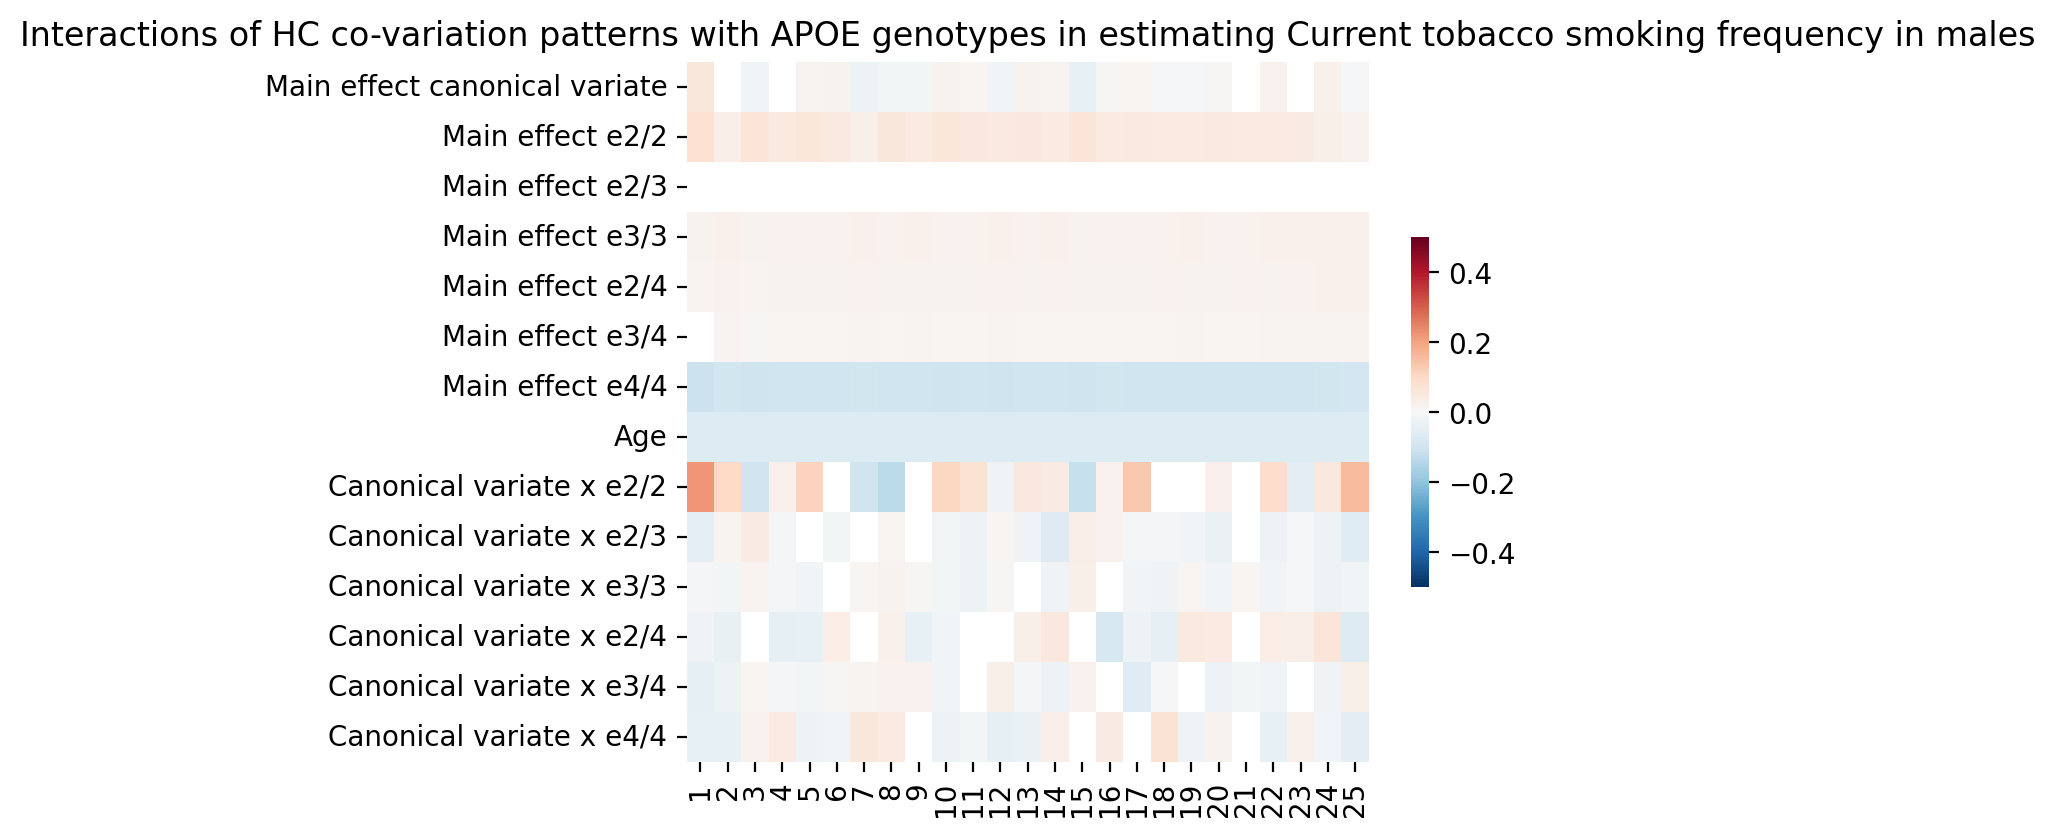 Interactions of HC co-variation patterns with APOE genotypes in estimating Current tobacco smoking frequency in males
Main effect canonical variate
Main effect e2/2
Main effect e2/3
Main effect e3/3
Main effect e2/4
Main effect e3/4
Main effect e4/4
Age
Canonical variate x e2/2
Canonical variate x e2/3
Canonical variate x e3/3
Canonical variate x e2/4
Canonical variate x e3/4
Canonical variate x e4/4
1 2 3 4 5 6 7 8 9 10 11 12 13 14 15 16 17 18 19 20 21 22 23 24 25
0.4
0.2
0.0
−0.2
−0.4